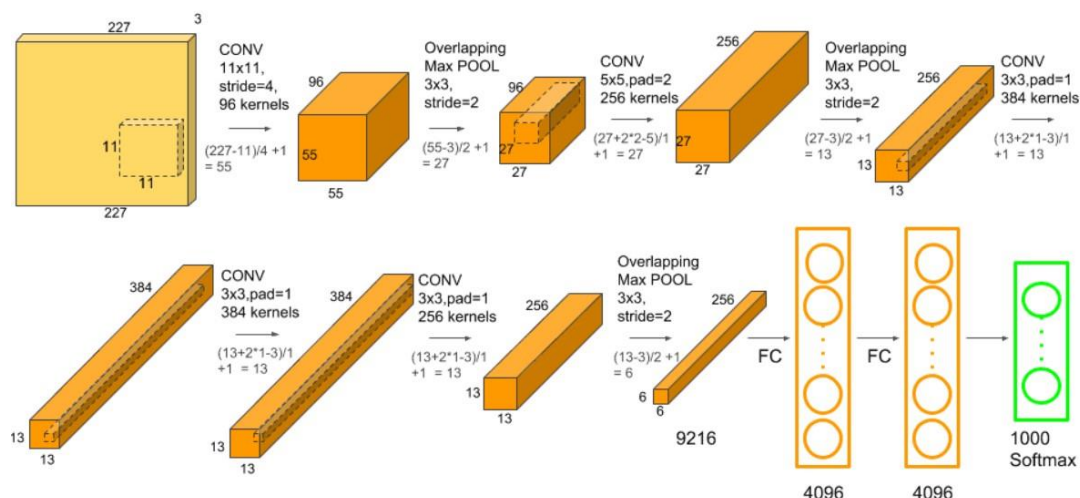 227
3
11
11
227
CONV
11x11,
stride=4,
96 kernels
(227-11)/4 +1
= 55
96
55
55
Overlapping
Max POOL
3x3,
stride=2
(55-3)/2 +1
= 27
96
27
27
CONV
5x5,pad=2
256 kernels
(27+2*2-5)/1
+1 = 27
256
27
27
Overlapping
Max POOL
3x3,
stride=2
(27-3)/2 +1
= 13
256
13
13
CONV
3x3,pad=1
384 kernels
(13+2*1-3)/1
+1 = 13
384
13
13
CONV
3x3,pad=1
384 kernels
(13+2*1-3)/1
+1 = 13
384
13
13
CONV
3x3,pad=1
256 kernels
(13+2*1-3)/1
+1 = 13
256
13
13
Overlapping
Max POOL
3x3,
stride=2
(13-3)/2 +1
= 6
256
6
6
9216
FC
4096
FC
4096
1000
Softmax